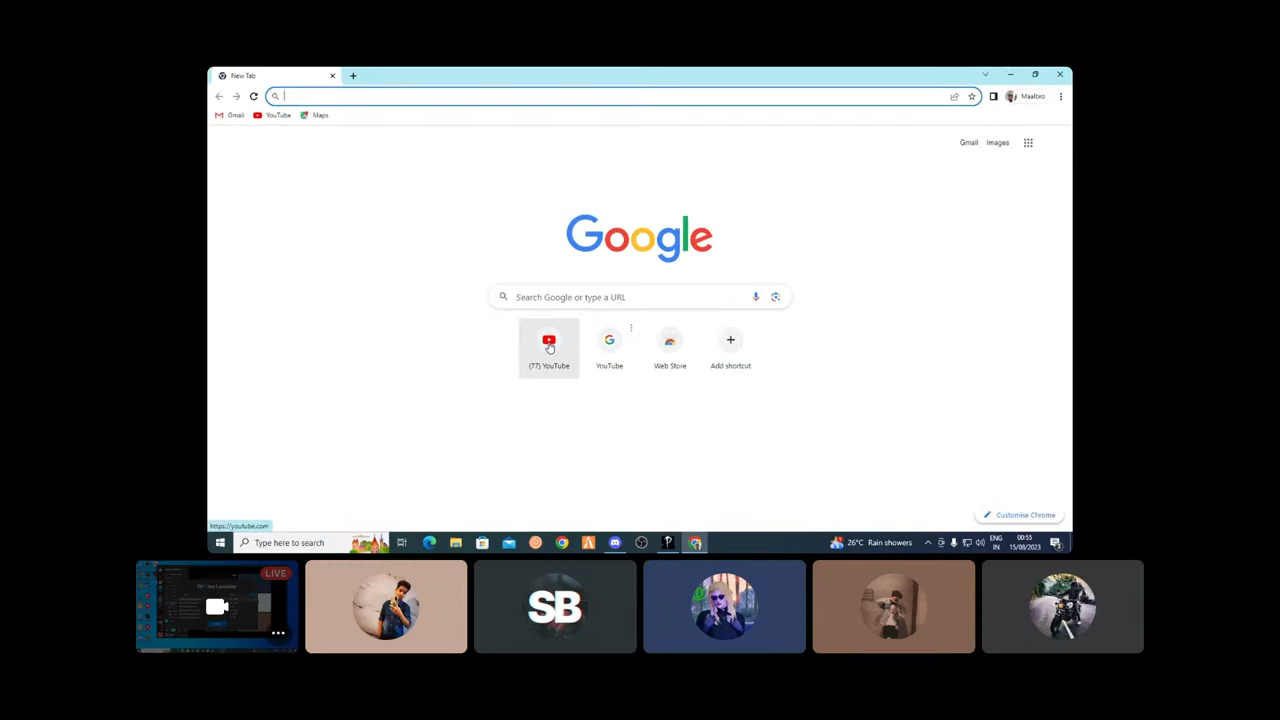 New Tab
Maalbro
Gmail YouTube Maps
Gmail Images
Google
Search Google or type a URL
(77) YouTube YouTube Web Store Add shortcut
Customise Chrome
https://youtube.com
Type here to search
26°C Rain showers
ENG
IN
00:55
15/08/2023
LIVE
SB